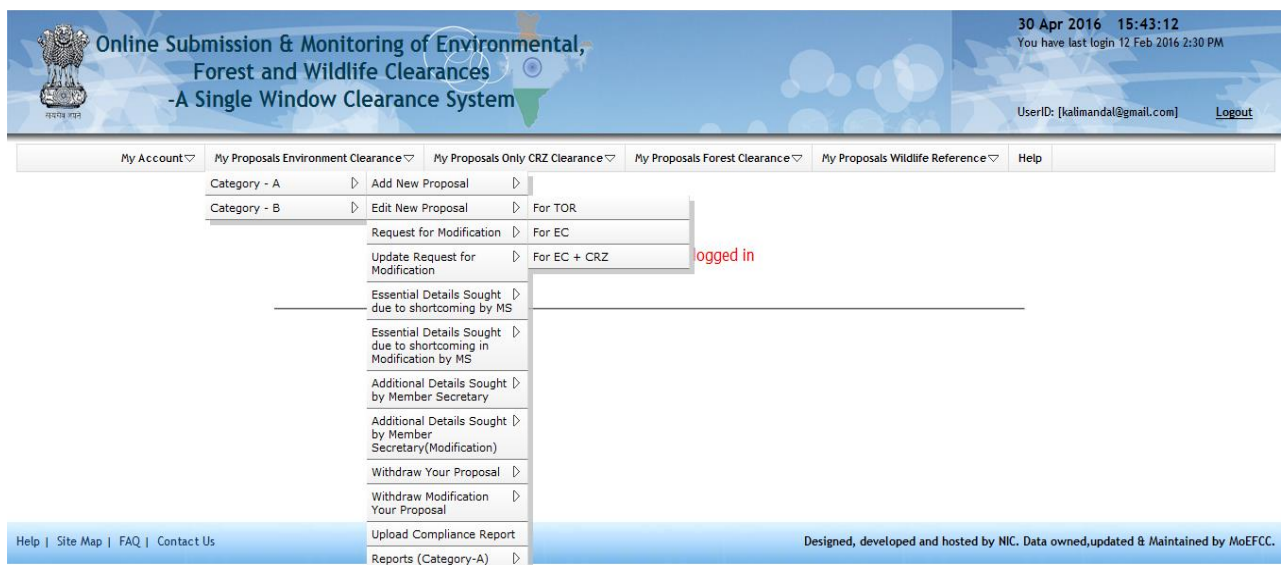 30 Apr 2016 15:43:12
You have last login 12 Feb 2016 2:30 PM
Online Submission & Monitoring of Environmental,
Forest and Wildlife Clearances
-A Single Window Clearance System
सत्यमेव जयते
UserID: [kalimandal@gmail.com] Logout
My Account My Proposals Environment Clearance My Proposals Only CRZ Clearance My Proposals Forest Clearance My Proposals Wildlife Reference Help
Category - A
Category - B
Add New Proposal
Edit New Proposal
Request for Modification
Update Request for
Modification
Essential Details Sought
due to shortcoming by MS
Essential Details Sought
due to shortcoming in
Modification by MS
Additional Details Sought
by Member Secretary
Additional Details Sought
by Member
Secretary(Modification)
Withdraw Your Proposal
Withdraw Modification
Your Proposal
Upload Compliance Report
Reports (Category-A)
For TOR
For EC
For EC + CRZ
logged in
Help | Site Map | FAQ | Contact Us
Designed, developed and hosted by NIC. Data owned,updated & Maintained by MoEFCC.